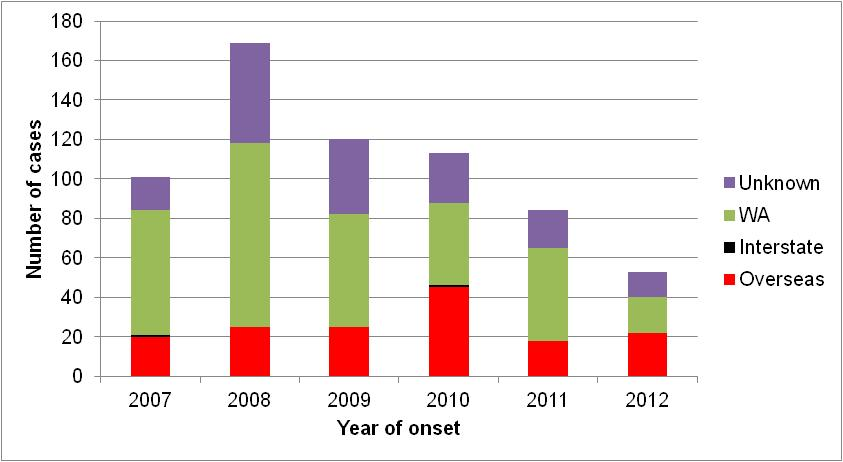 180
160
140
120
100
80
60
40
20
0
Number of cases
2007 2008 2009 2010 2011 2012
Year of onset
Unknown
WA
Interstate
Overseas